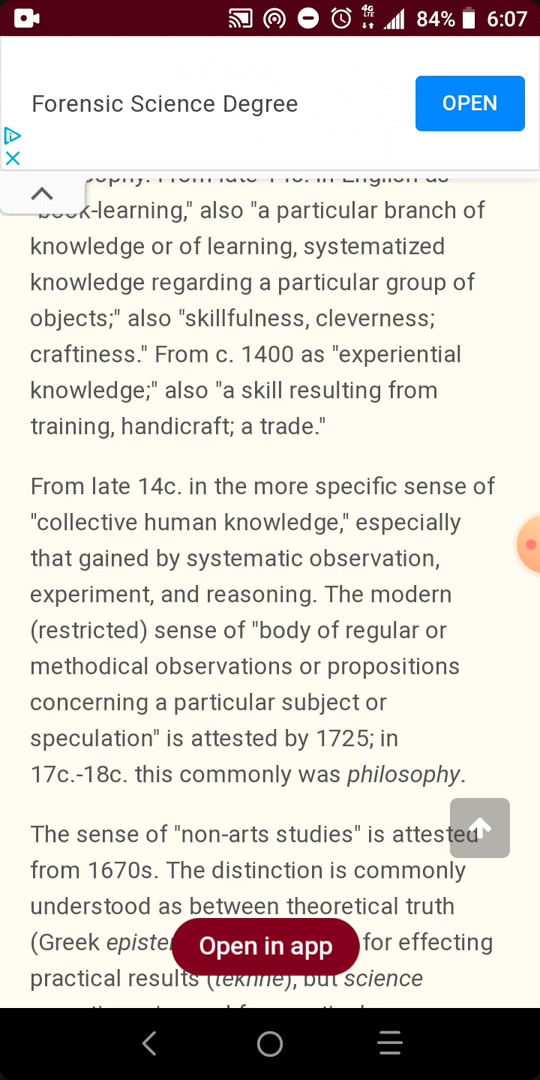 84% 6:07
Forensic Science Degree
OPEN
"book-learning," also "a particular branch of
knowledge or of learning, systematized
knowledge regarding a particular group of
objects;" also "skillfulness, cleverness;
craftiness." From c. 1400 as "experiential
knowledge;" also "a skill resulting from
training, handicraft; a trade."
From late 14c. in the more specific sense of
"collective human knowledge," especially
that gained by systematic observation,
experiment, and reasoning. The modern
(restricted) sense of "body of regular or
methodical observations or propositions
concerning a particular subject or
speculation" is attested by 1725; in
17c.-18c. this commonly was philosophy.
The sense of "non-arts studies" is attested
from 1670s. The distinction is commonly
understood as between theoretical truth
(Greek for effecting
Open in app
practical results (tekhne), but science